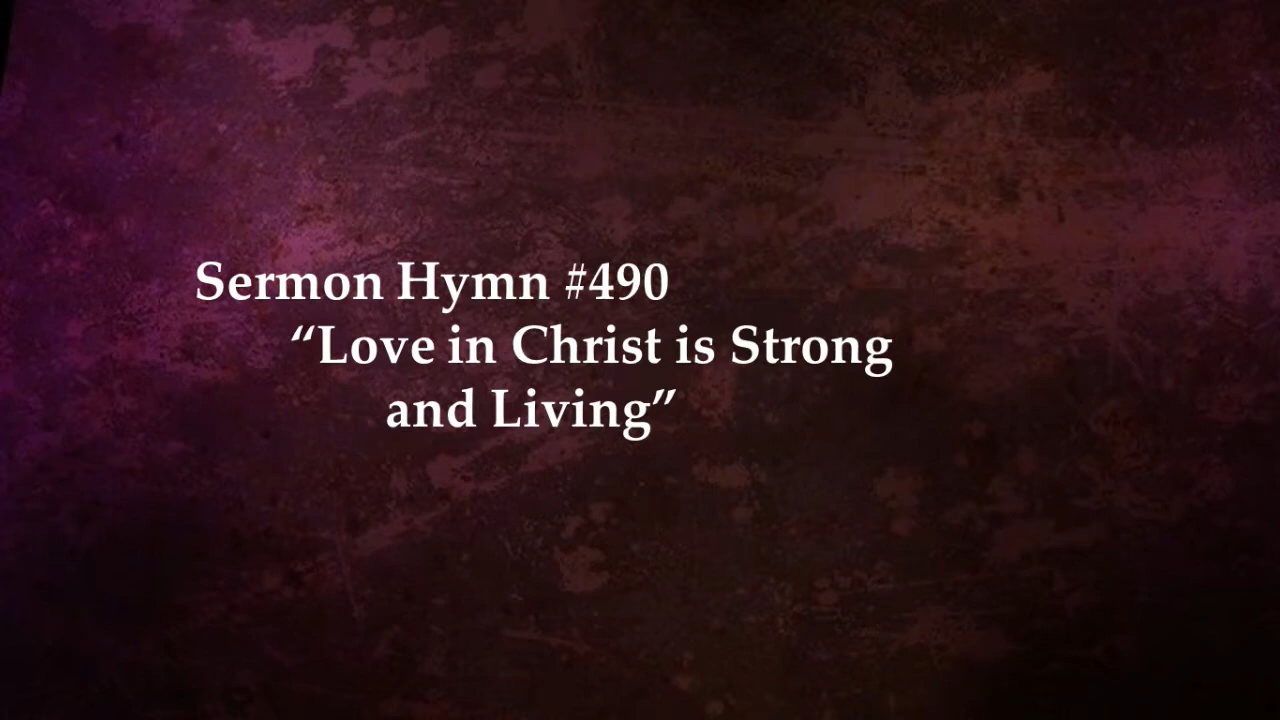 Sermon Hymn #490
“Love in Christ is Strong
and Living”